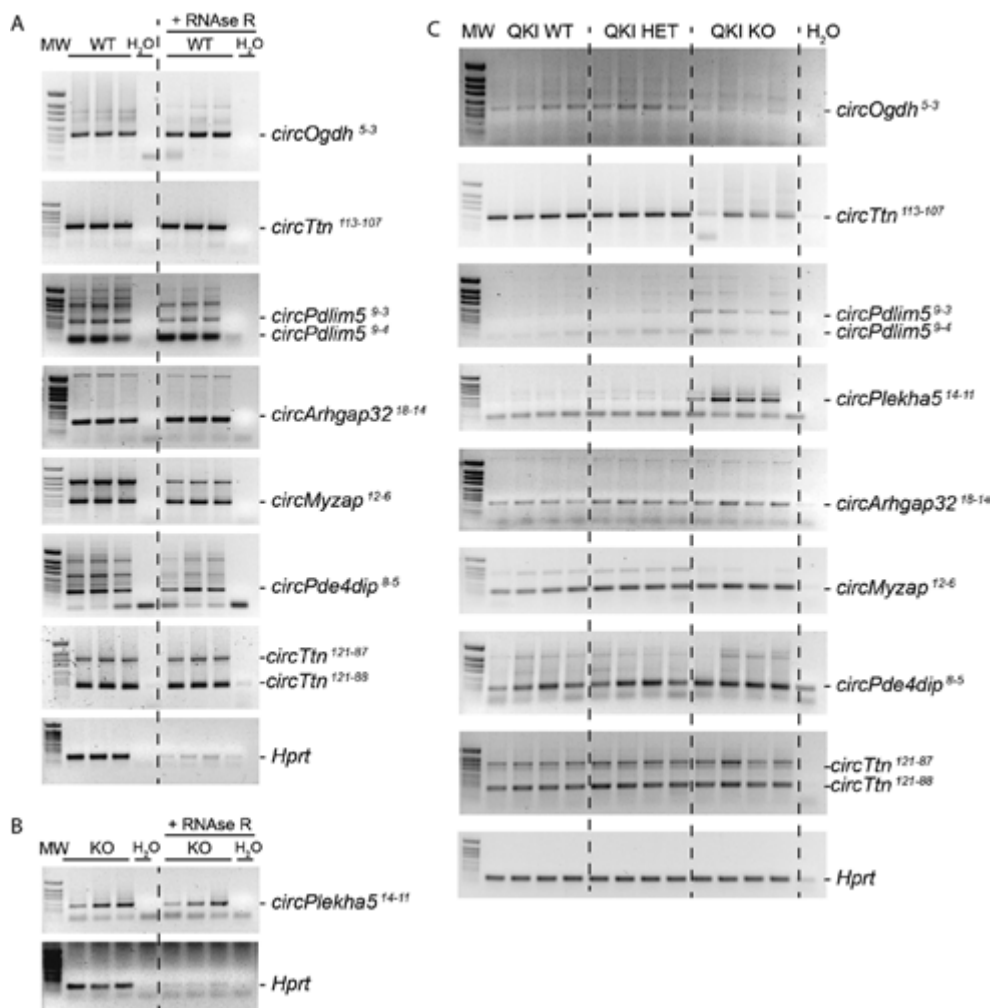 A
+ RNAse R
MW WT H₂O WT H₂O
circOgdh ⁵⁻³
circTtn ¹¹³⁻¹⁰⁷
circPdlim5 ⁹⁻³
circPdlim5 ⁹⁻⁴
circArhgap32 ¹⁸⁻¹⁴
circMyzap ¹²⁻⁶
circPde4dip ⁸⁻⁵
circTtn ¹²¹⁻⁸⁷
circTtn ¹²¹⁻⁸⁸
Hprt
B
+ RNAse R
MW KO H₂O KO H₂O
circPlekha5 ¹⁴⁻¹¹
Hprt
C
MW QKI WT QKI HET QKI KO H₂O
circOgdh ⁵⁻³
circTtn ¹¹³⁻¹⁰⁷
circPdlim5 ⁹⁻³
circPdlim5 ⁹⁻⁴
circPlekha5 ¹⁴⁻¹¹
circArhgap32 ¹⁸⁻¹⁴
circMyzap ¹²⁻⁶
circPde4dip ⁸⁻⁵
circTtn ¹²¹⁻⁸⁷
circTtn ¹²¹⁻⁸⁸
Hprt